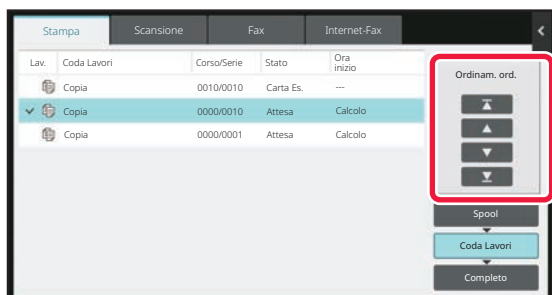 Stampa Scansione Fax Internet-Fax
Lav. Coda Lavori Corso/Serie Stato Ora inizio
Copia 0010/0010 Carta Es. ---
Copia 0000/0010 Attesa Calcolo
Copia 0000/0001 Attesa Calcolo
Ordinam. ord.
Spool
Coda Lavori
Completo